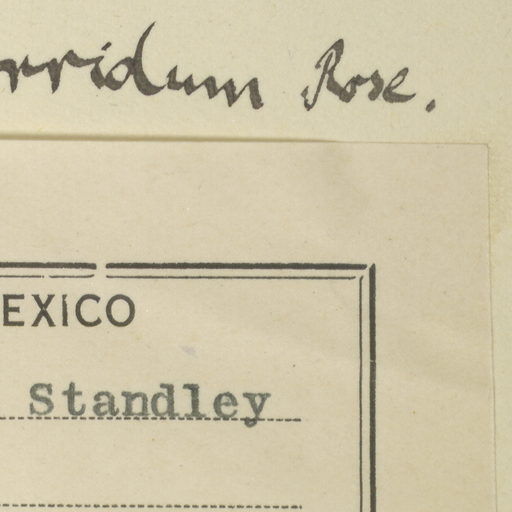 rridum Rose.
EXICO
Standley